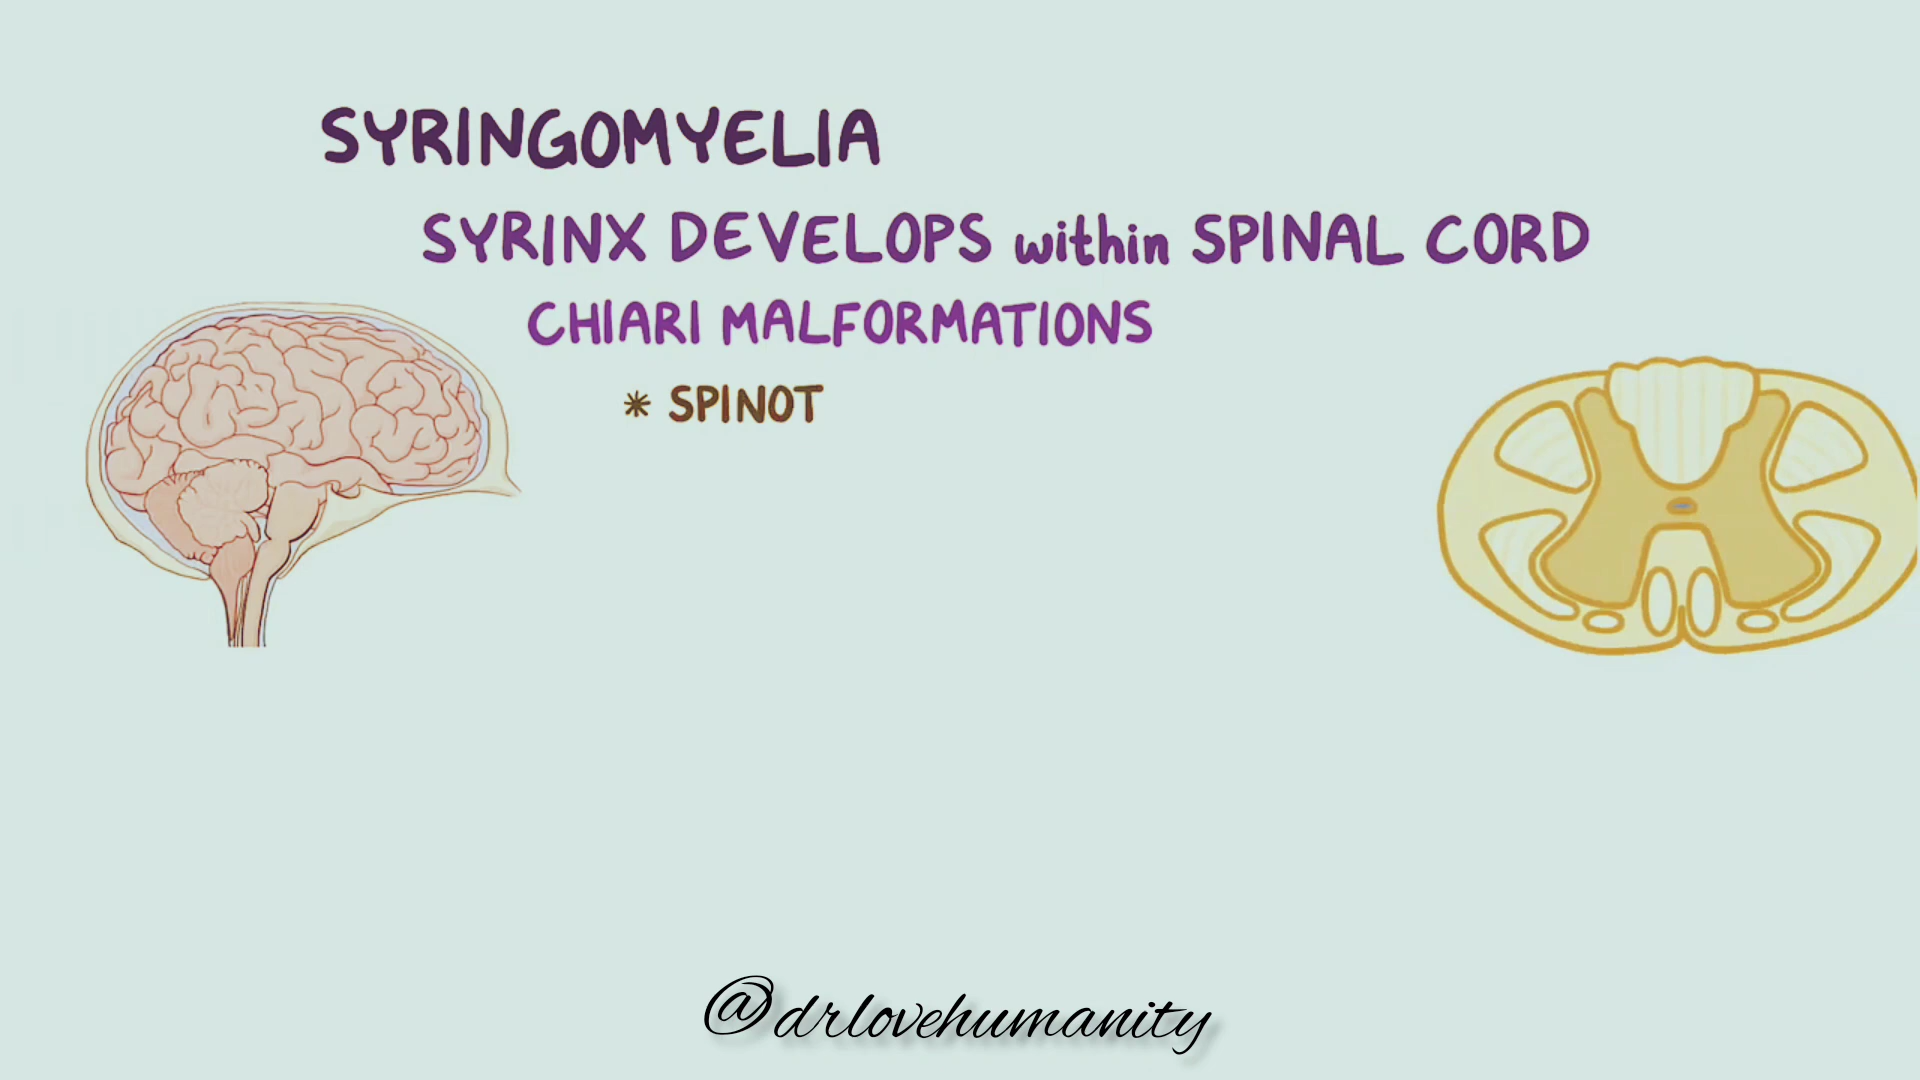 SYRINGOMYELIA
SYRINX DEVELOPS within SPINAL CORD
CHIARI MALFORMATIONS
* SPINOT
@drlovehumanity